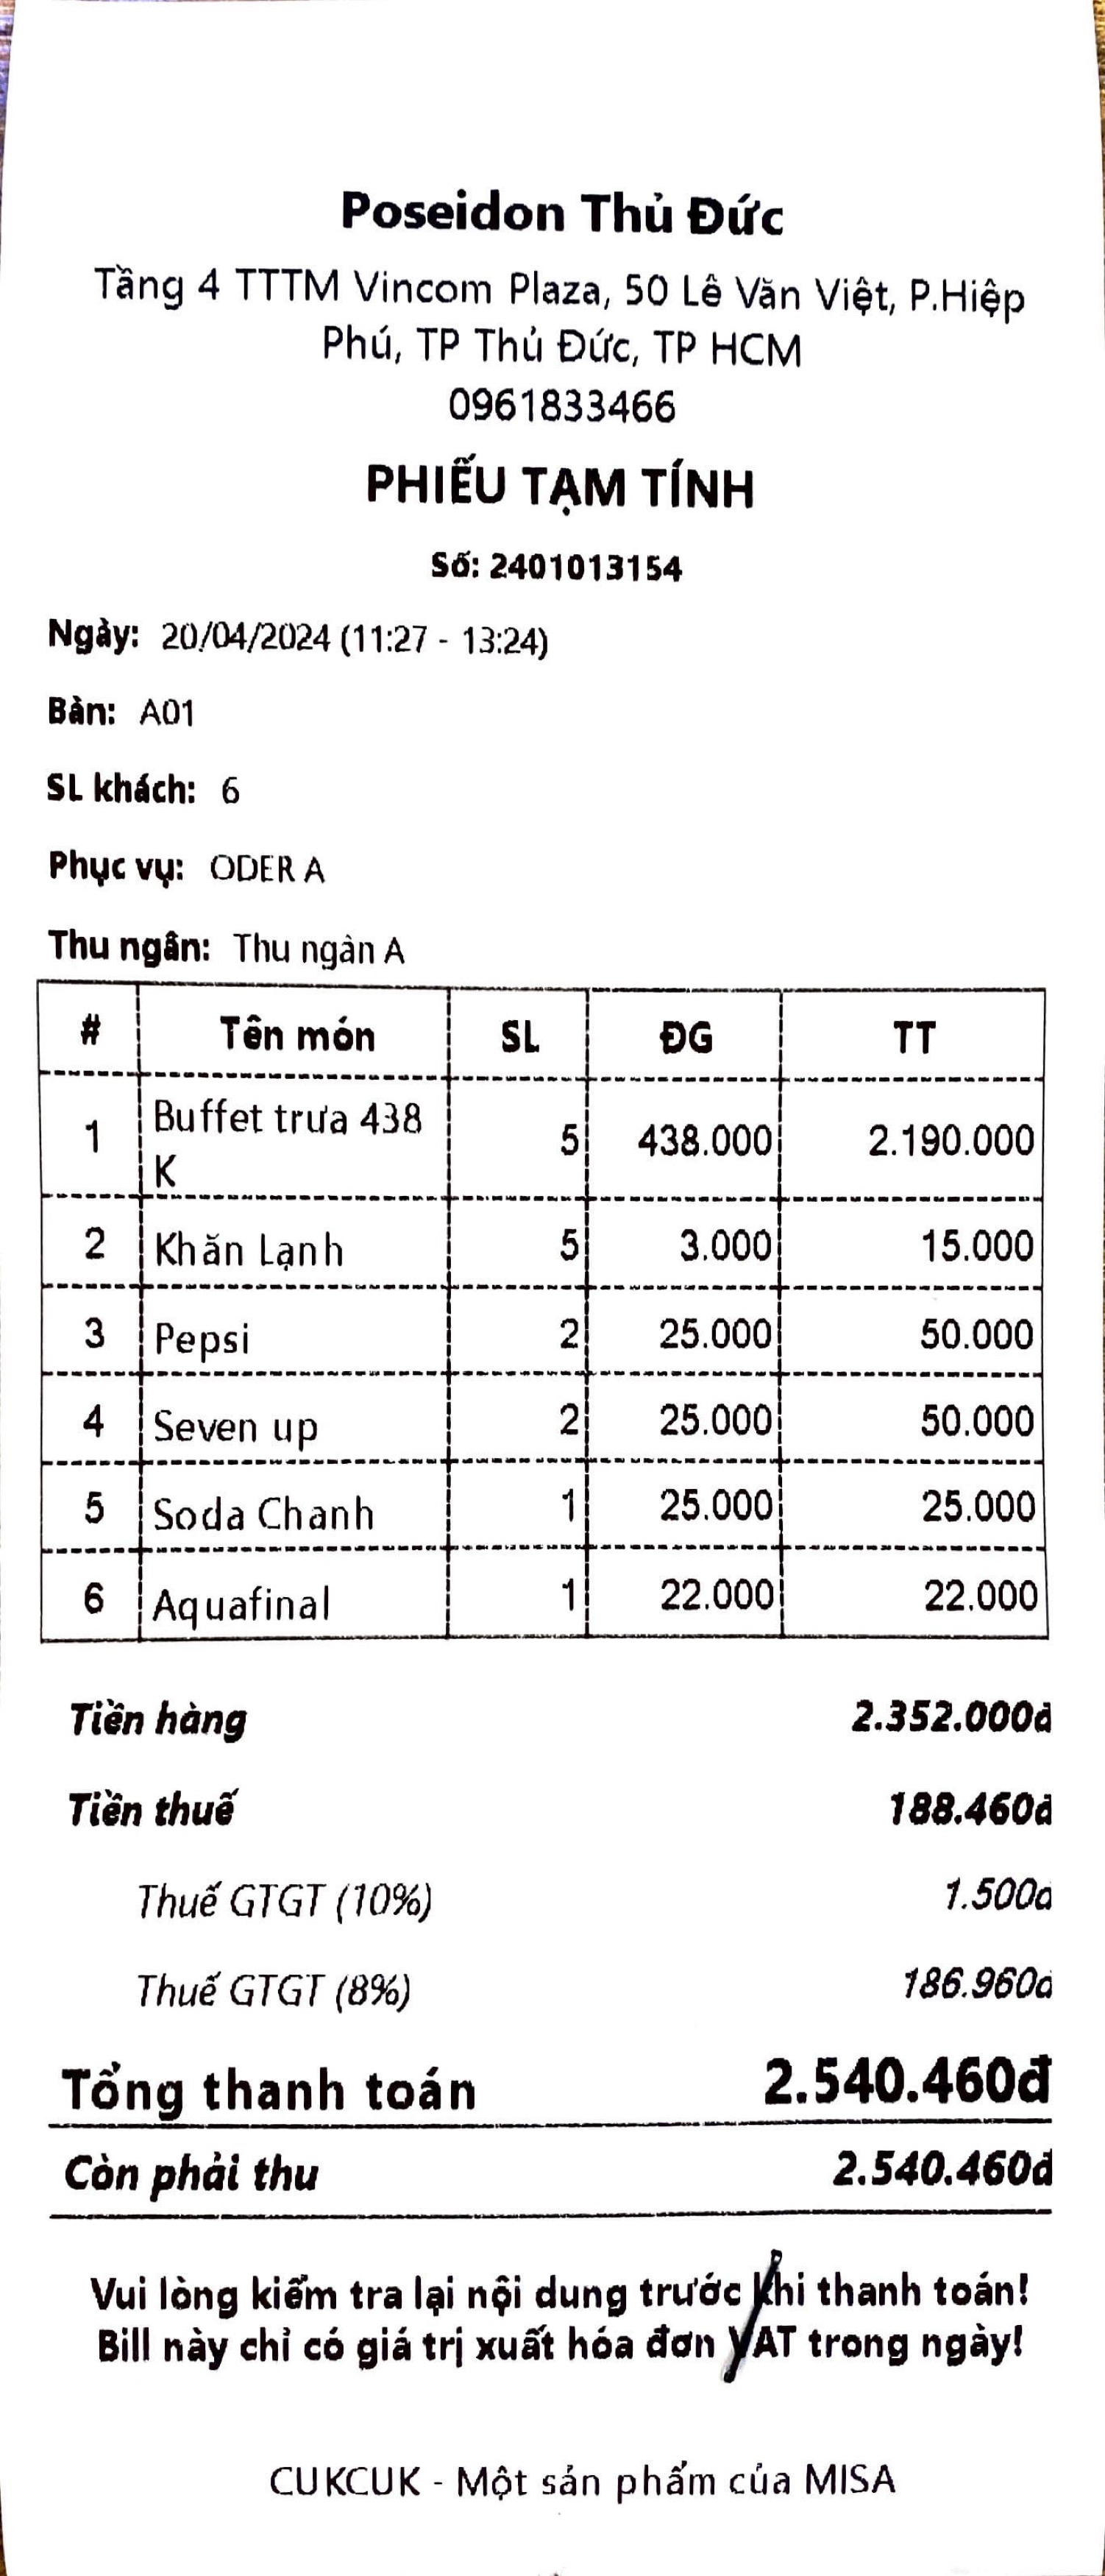 Poseidon Thủ Đức
Tầng 4 TTTM Vincom Plaza, 50 Lê Văn Việt, P.Hiệp
Phú, TP Thủ Đức, TP HCM
0961833466
PHIẾU TẠM TÍNH
Số: 2401013154
Ngày: 20/04/2024 (11:27 - 13:24)
Bàn: A01
SL khách: 6
Phục vụ: ODER A
Thu ngân: Thu ngân A
# Tên món SL ĐG TT
1 Buffet trưa 438 5 438.000 2.190.000
K
2 Khăn Lạnh 5 3.000 15.000
3 Pepsi 2 25.000 50.000
4 Seven up 2 25.000 50.000
5 Soda Chanh 1 25.000 25.000
6 Aquafinal 1 22.000 22.000
Tiền hàng 2.352.000đ
Tiền thuế 188.460đ
Thuế GTGT (10%) 1.500đ
Thuế GTGT (8%) 186.960đ
Tổng thanh toán 2.540.460đ
Còn phải thu 2.540.460đ
Vui lòng kiểm tra lại nội dung trước khi thanh toán!
Bill này chỉ có giá trị xuất hóa đơn VAT trong ngày!
CUKCUK - Một sản phẩm của MISA